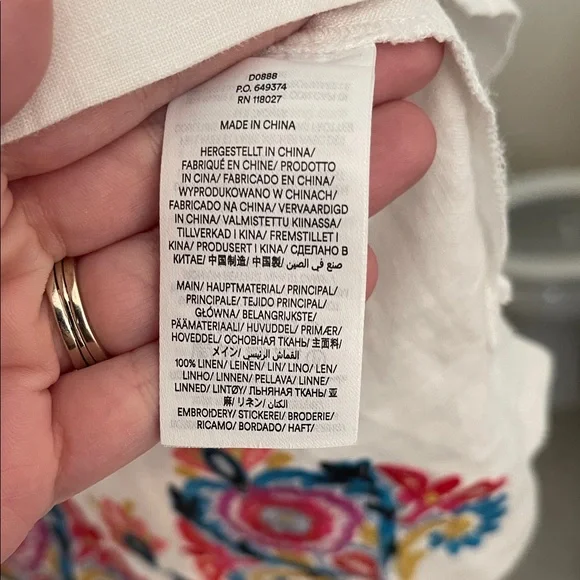 D0888
P.O. 649374
RN 118027
MADE IN CHINA
HERGESTELLT IN CHINA/
FABRIQUÉ EN CHINE/ PRODOTTO
IN CINA/ FABRICADO EN CHINA/
WYPRODUKOWANO W CHINACH/
FABRICADO NA CHINA/ VERVAARDIGD
IN CHINA/ VALMISTETTU KIINASSA/
TILLVERKAD I KINA/ FREMSTILLET I
KINA/ PRODUSERT I KINA/ СДЕЛАНО В
КИТАЕ/ 中国制造/ 中国製/ صنع في الصين/
MAIN/ HAUPTMATERIAL/ PRINCIPAL/
PRINCIPALE/ TEJIDO PRINCIPAL/
GŁÓWNA/ BELANGRIJKSTE/
PÄÄMATERIAALI/ HUVUDDEL/ PRIMÆR/
HOVEDDEL/ ОСНОВНАЯ ТКАНЬ/ 主面料/
メイン/ القماش الرئيسي/
100% LINEN/ LEINEN/ LIN/ LINO/ LEN/
LINHO/ LINNEN/ PELLAVA/ LINNE/
LINNED/ LINTØY/ ЛЬНЯНАЯ ТКАНЬ/ 亚
麻/ リネン/ الكتان/
EMBROIDERY/ STICKEREI/ BRODERIE/
RICAMO/ BORDADO/ HAFT/